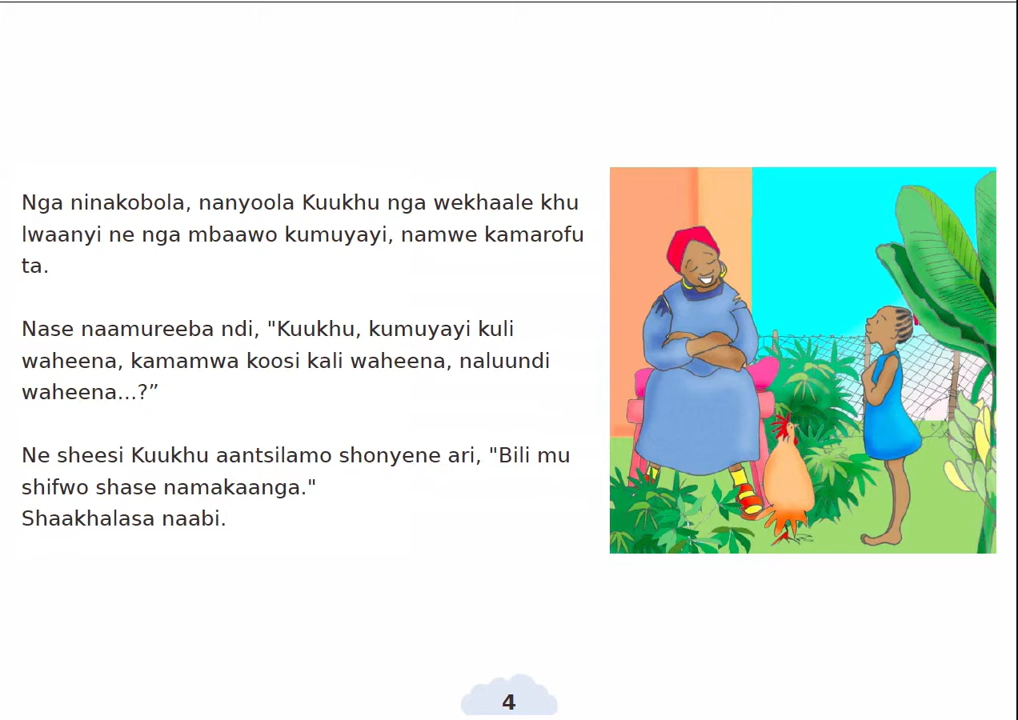 Nga ninakobola, nanyoola Kuukhu nga wekhaale khu
lwaanyi ne nga mbaawo kumuyayi, namwe kamarofu
ta.
Nase naamureeba ndi, "Kuukhu, kumuyayi kuli
waheena, kamamwa koosi kali waheena, naluundi
waheena...?”
Ne sheesi Kuukhu aantsilamo shonyene ari, "Bili mu
shifwo shase namakaanga."
Shaakhalasa naabi.
4